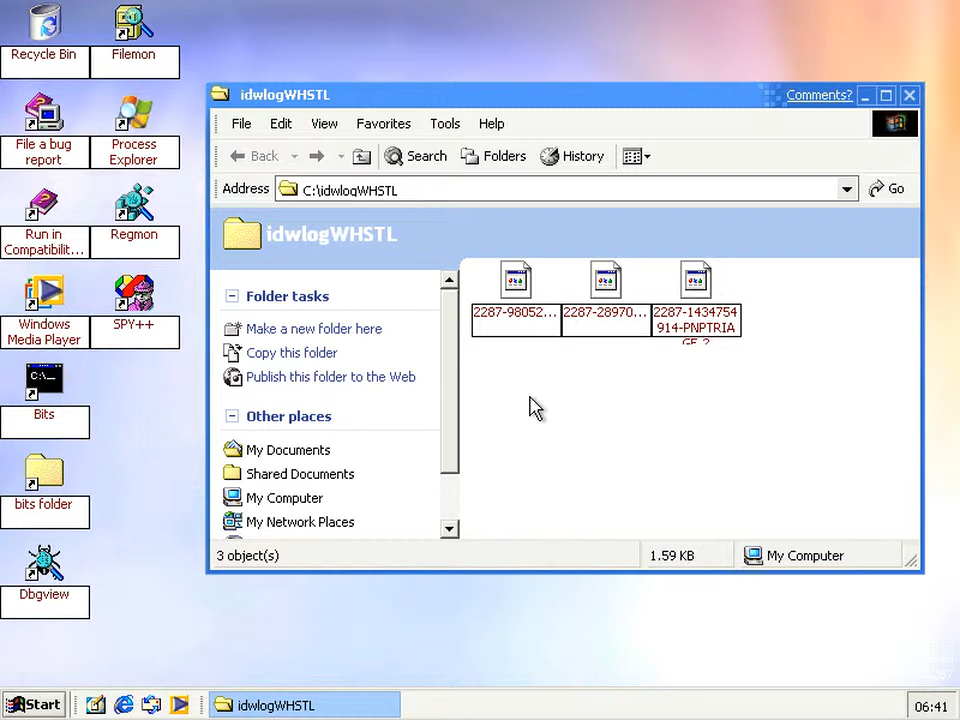 Recycle Bin
Filemon
File a bug
report
Process
Explorer
Run in
Compatibilit...
Regmon
Windows
Media Player
SPY++
C:\_
Bits
bits folder
Dbgview
idwlogWHSTL
Comments?
File Edit View Favorites Tools Help
Back Search Folders History
Address C:\idwlogWHSTL Go
idwlogWHSTL
Folder tasks
Make a new folder here
Copy this folder
Publish this folder to the Web
Other places
My Documents
Shared Documents
My Computer
My Network Places
2287-98052...
2287-28970...
2287-1434754
914-PNPTRIA
3 object(s) 1.59 KB My Computer
Start idwlogWHSTL 06:41